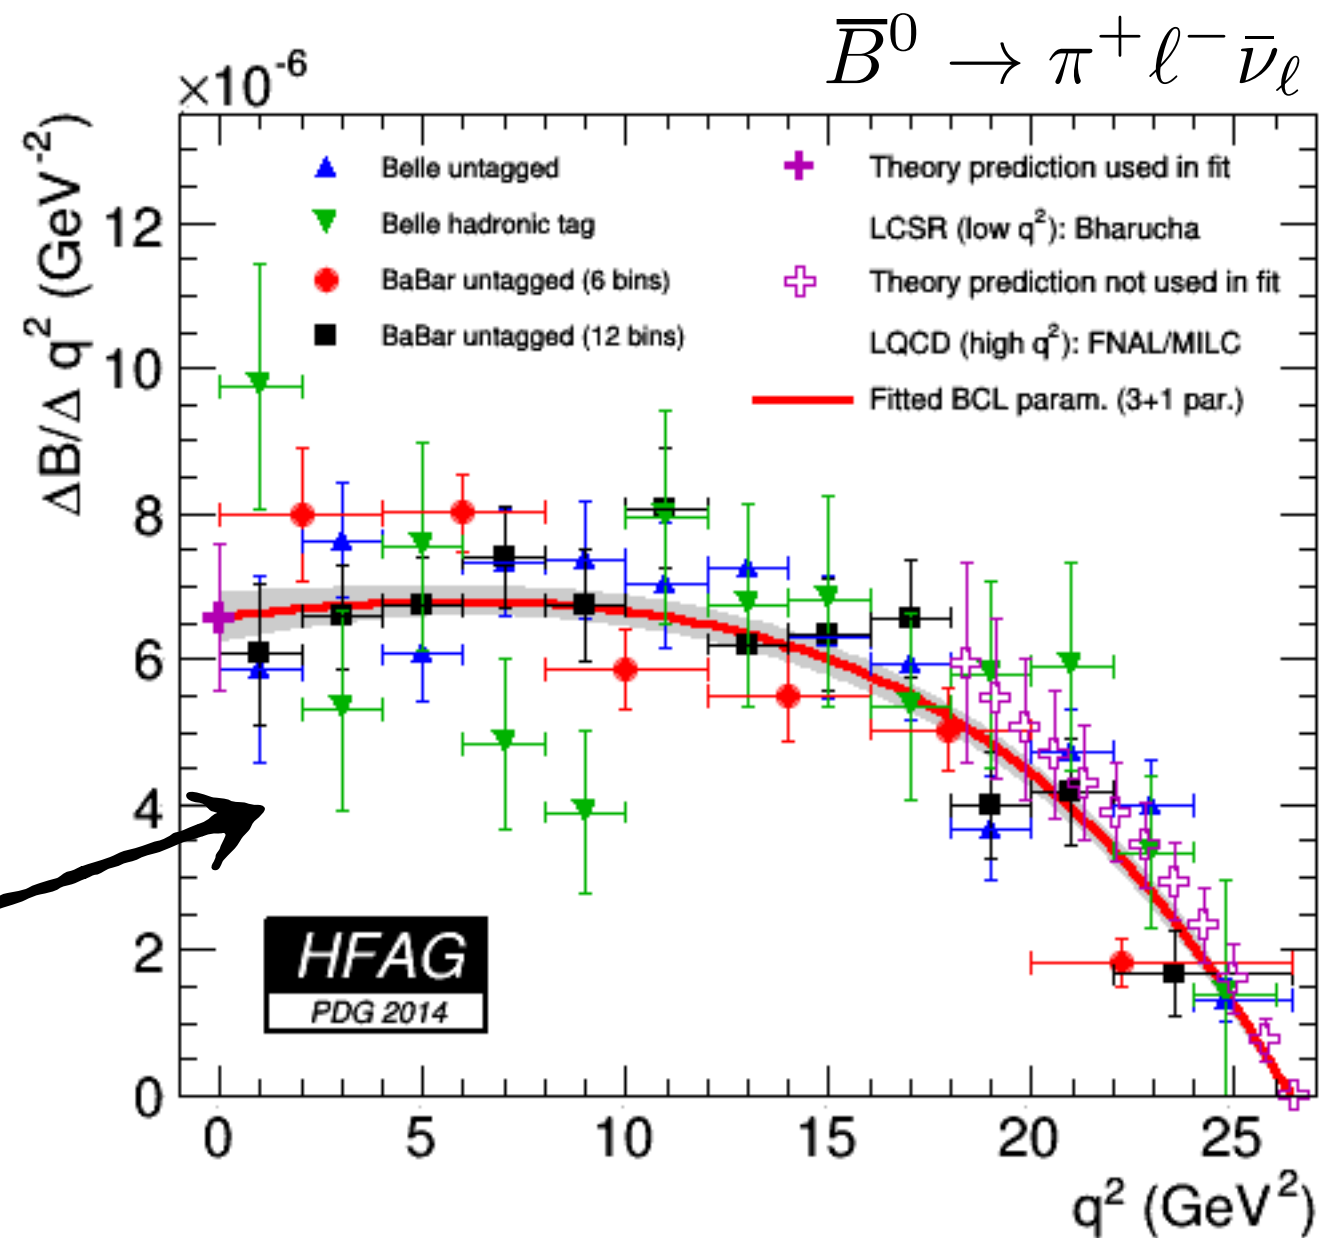 B̅⁰ → π⁺ ℓ⁻ ν̄_ℓ
×10⁻⁶
ΔB/Δ q² (GeV⁻²)
Belle untagged
Belle hadronic tag
BaBar untagged (6 bins)
BaBar untagged (12 bins)
Theory prediction used in fit
LCSR (low q²): Bharucha
Theory prediction not used in fit
LQCD (high q²): FNAL/MILC
Fitted BCL param. (3+1 par.)
12
10
8
6
4
2
0
HFAG
PDG 2014
0 5 10 15 20 25
q² (GeV²)